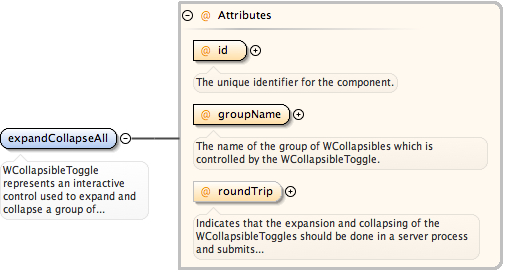 Attributes
@ id
The unique identifier for the component.
@ groupName
The name of the group of WCollapsibles which is
controlled by the WCollapsibleToggle.
expandCollapseAll
WCollapsibleToggle
represents an interactive
control used to expand and
collapse a group of...
@ roundTrip
Indicates that the expansion and collapsing of the
WCollapsibleToggles should be done in a server process
and submits...